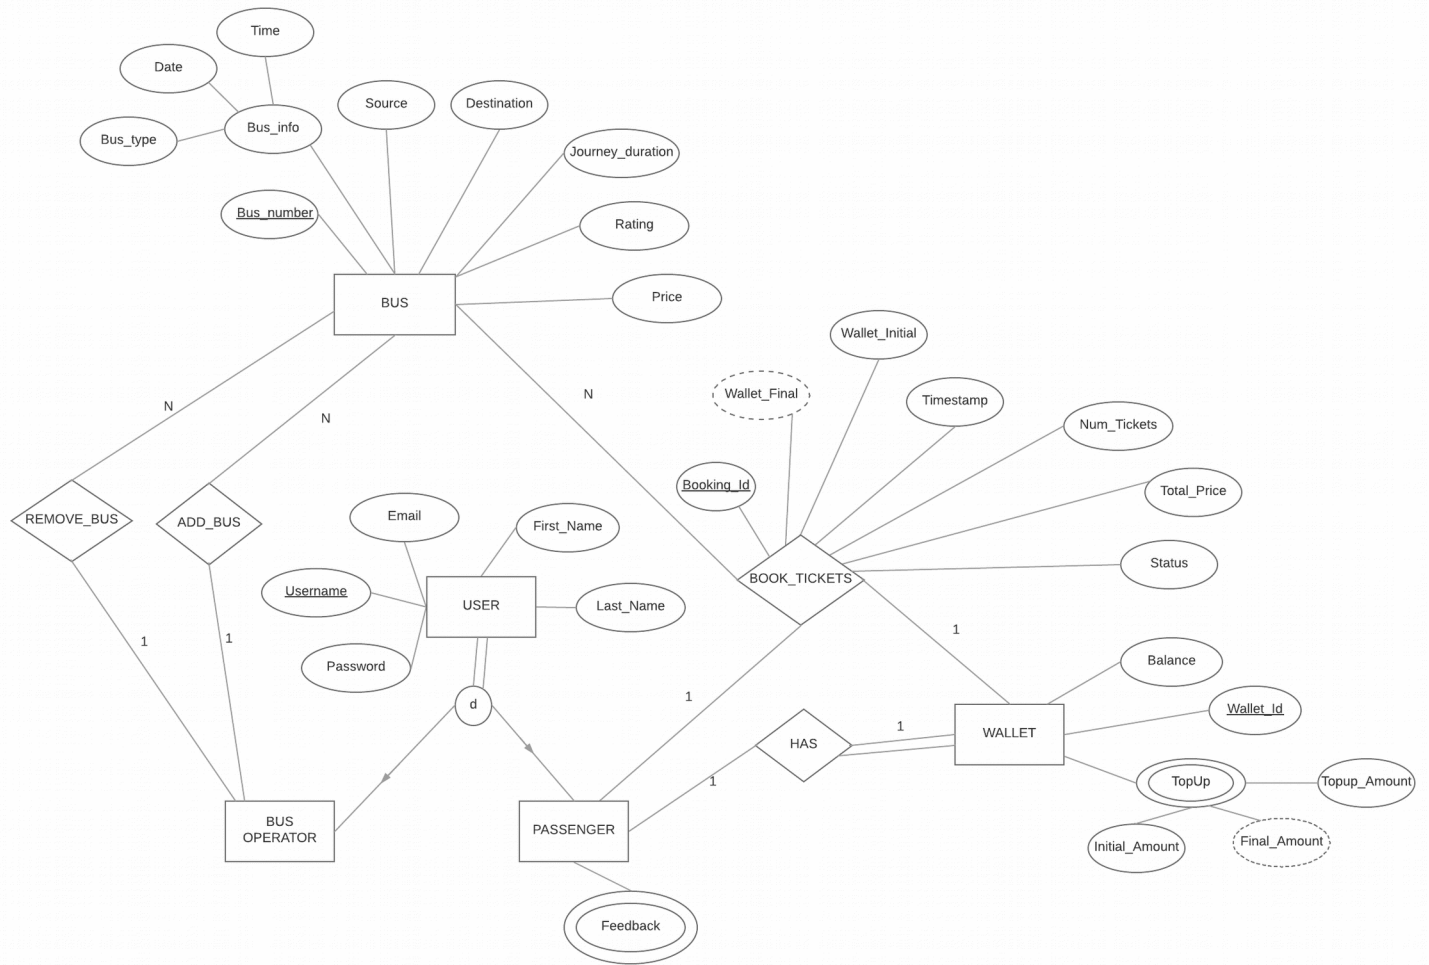 Time
Date
Source
Destination
Bus_info
Bus_type
Journey_duration
Bus_number
Rating
Price
BUS
Wallet_Initial
Wallet_Final
Timestamp
N
N
N
Num_Tickets
Booking_Id
Total_Price
REMOVE_BUS
ADD_BUS
Email
First_Name
Status
BOOK_TICKETS
Username
USER
Last_Name
1
1
1
Password
Balance
d
1
Wallet_Id
HAS
1
WALLET
1
TopUp
Topup_Amount
BUS
OPERATOR
PASSENGER
Initial_Amount
Final_Amount
Feedback